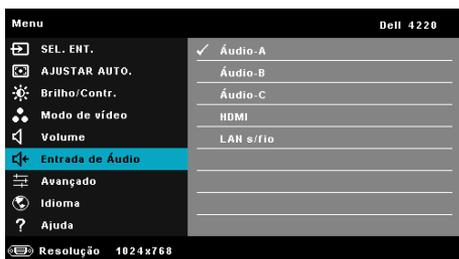 Menu
Dell 4220
SEL. ENT.
AJUSTAR AUTO.
Brilho/Contr.
Modo de vídeo
Volume
Entrada de Áudio
Avançado
Idioma
Ajuda
Áudio-A
Áudio-B
Áudio-C
HDMI
LAN s/fio
Resolução 1024x768